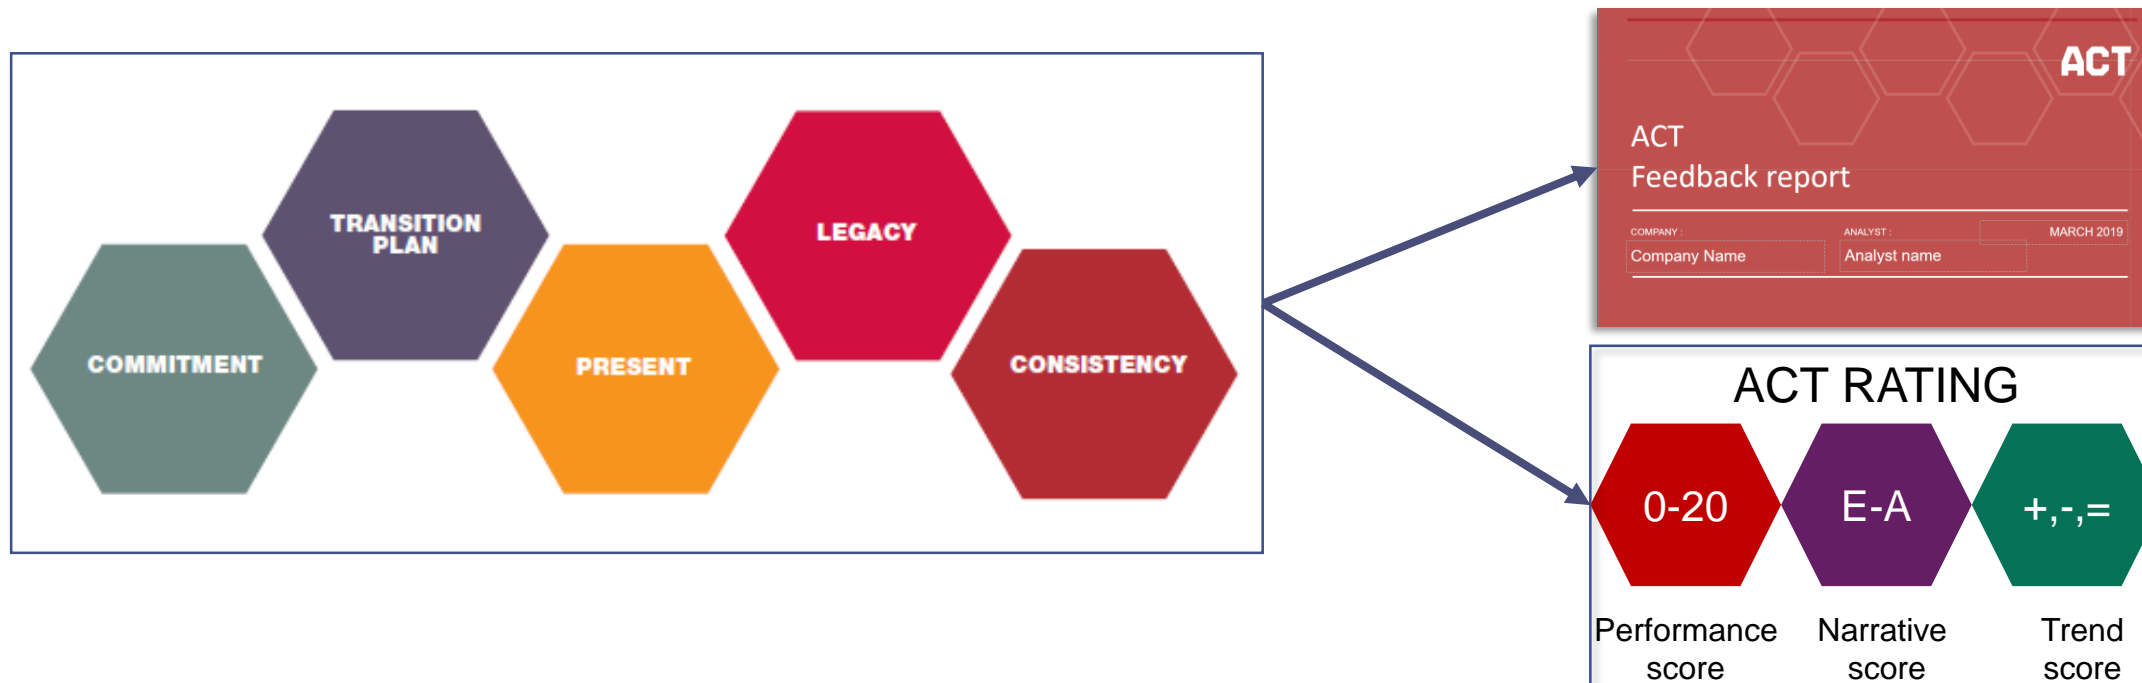 COMMITMENT
TRANSITION
PLAN
PRESENT
LEGACY
CONSISTENCY
ACT
ACT
Feedback report
COMPANY :
ANALYST :
MARCH 2019
Company Name
Analyst name
ACT RATING
0-20
E-A
+,-,=
Performance
score
Narrative
score
Trend
score